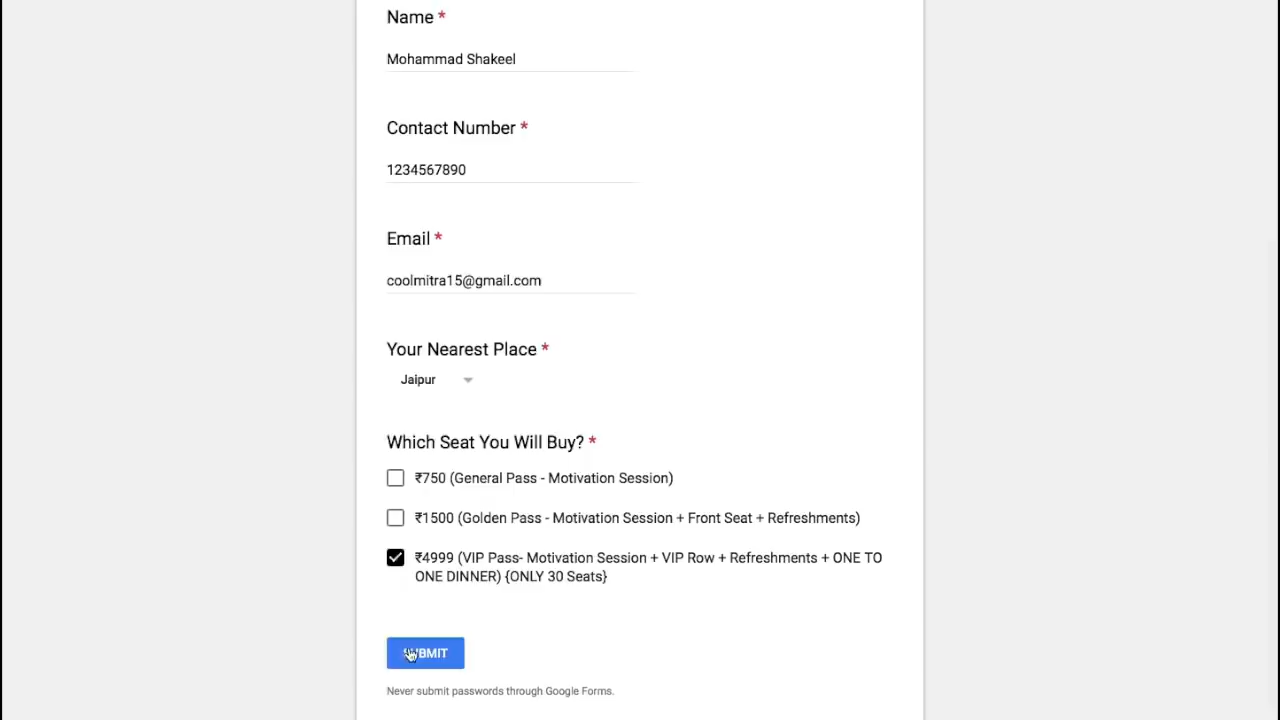 Name *
Mohammad Shakeel
Contact Number *
1234567890
Email *
coolmitra15@gmail.com
Your Nearest Place *
Jaipur
Which Seat You Will Buy? *
₹750 (General Pass - Motivation Session)
₹1500 (Golden Pass - Motivation Session + Front Seat + Refreshments)
₹4999 (VIP Pass- Motivation Session + VIP Row + Refreshments + ONE TO
ONE DINNER) {ONLY 30 Seats}
SUBMIT
Never submit passwords through Google Forms.